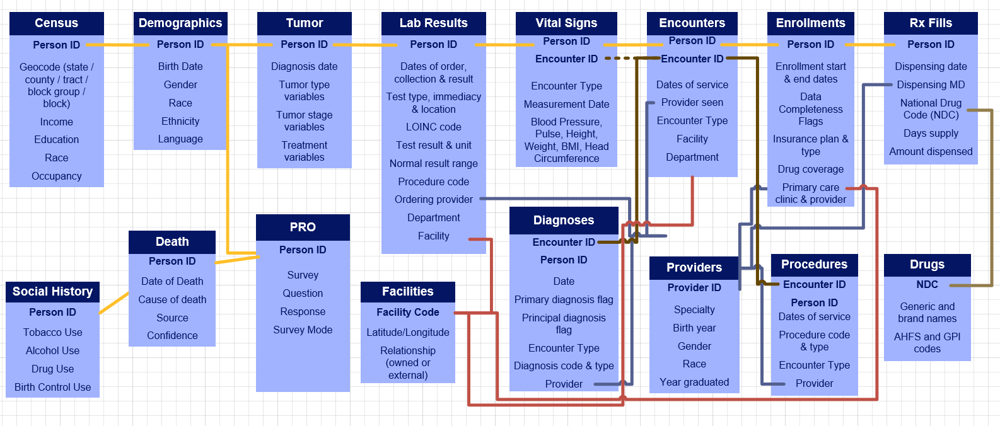 Census
Person ID
Geocode (state /
county / tract /
block group /
block)
Income
Education
Race
Occupancy
Demographics
Person ID
Birth Date
Gender
Race
Ethnicity
Language
Tumor
Person ID
Diagnosis date
Tumor type
variables
Tumor stage
variables
Treatment
variables
Lab Results
Person ID
Dates of order,
collection & result
Test type, immediacy
& location
LOINC code
Test result & unit
Normal result range
Procedure code
Ordering provider
Department
Facility
Vital Signs
Person ID
Encounter ID
Encounter Type
Measurement Date
Blood Pressure,
Pulse, Height,
Weight, BMI, Head
Circumference
Encounters
Person ID
Encounter ID
Dates of service
Provider seen
Encounter Type
Facility
Department
Enrollments
Person ID
Enrollment start
& end dates
Data
Completeness
Flags
Insurance plan &
type
Drug coverage
Primary care
clinic & provider
Rx Fills
Person ID
Dispensing date
Dispensing MD
National Drug
Code (NDC)
Days supply
Amount dispensed
Social History
Person ID
Tobacco Use
Alcohol Use
Drug Use
Birth Control Use
Death
Person ID
Date of Death
Cause of death
Source
Confidence
PRO
Person ID
Survey
Question
Response
Survey Mode
Facilities
Facility Code
Latitude/Longitude
Relationship
(owned or
external)
Diagnoses
Encounter ID
Person ID
Date
Primary diagnosis flag
Principal diagnosis
flag
Encounter Type
Diagnosis code & type
Provider
Providers
Provider ID
Specialty
Birth year
Gender
Race
Year graduated
Procedures
Encounter ID
Person ID
Dates of service
Procedure code
& type
Encounter Type
Provider
Drugs
NDC
Generic and
brand names
AHFS and GPI
codes